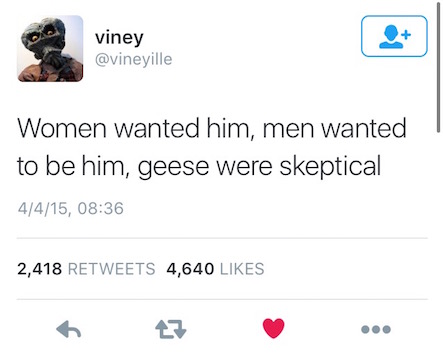 viney
@vineyille
Women wanted him, men wanted
to be him, geese were skeptical
4/4/15, 08:36
2,418 RETWEETS 4,640 LIKES